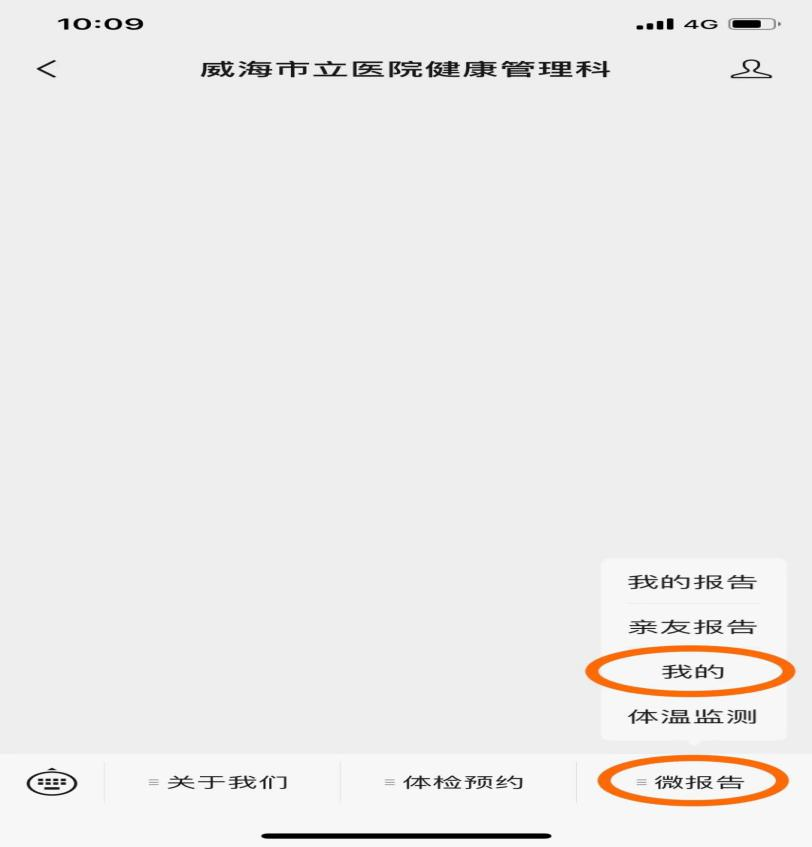 10:09 4G
威海市立医院健康管理科
我的报告
亲友报告
我的
体温监测
关于我们 体检预约 微报告